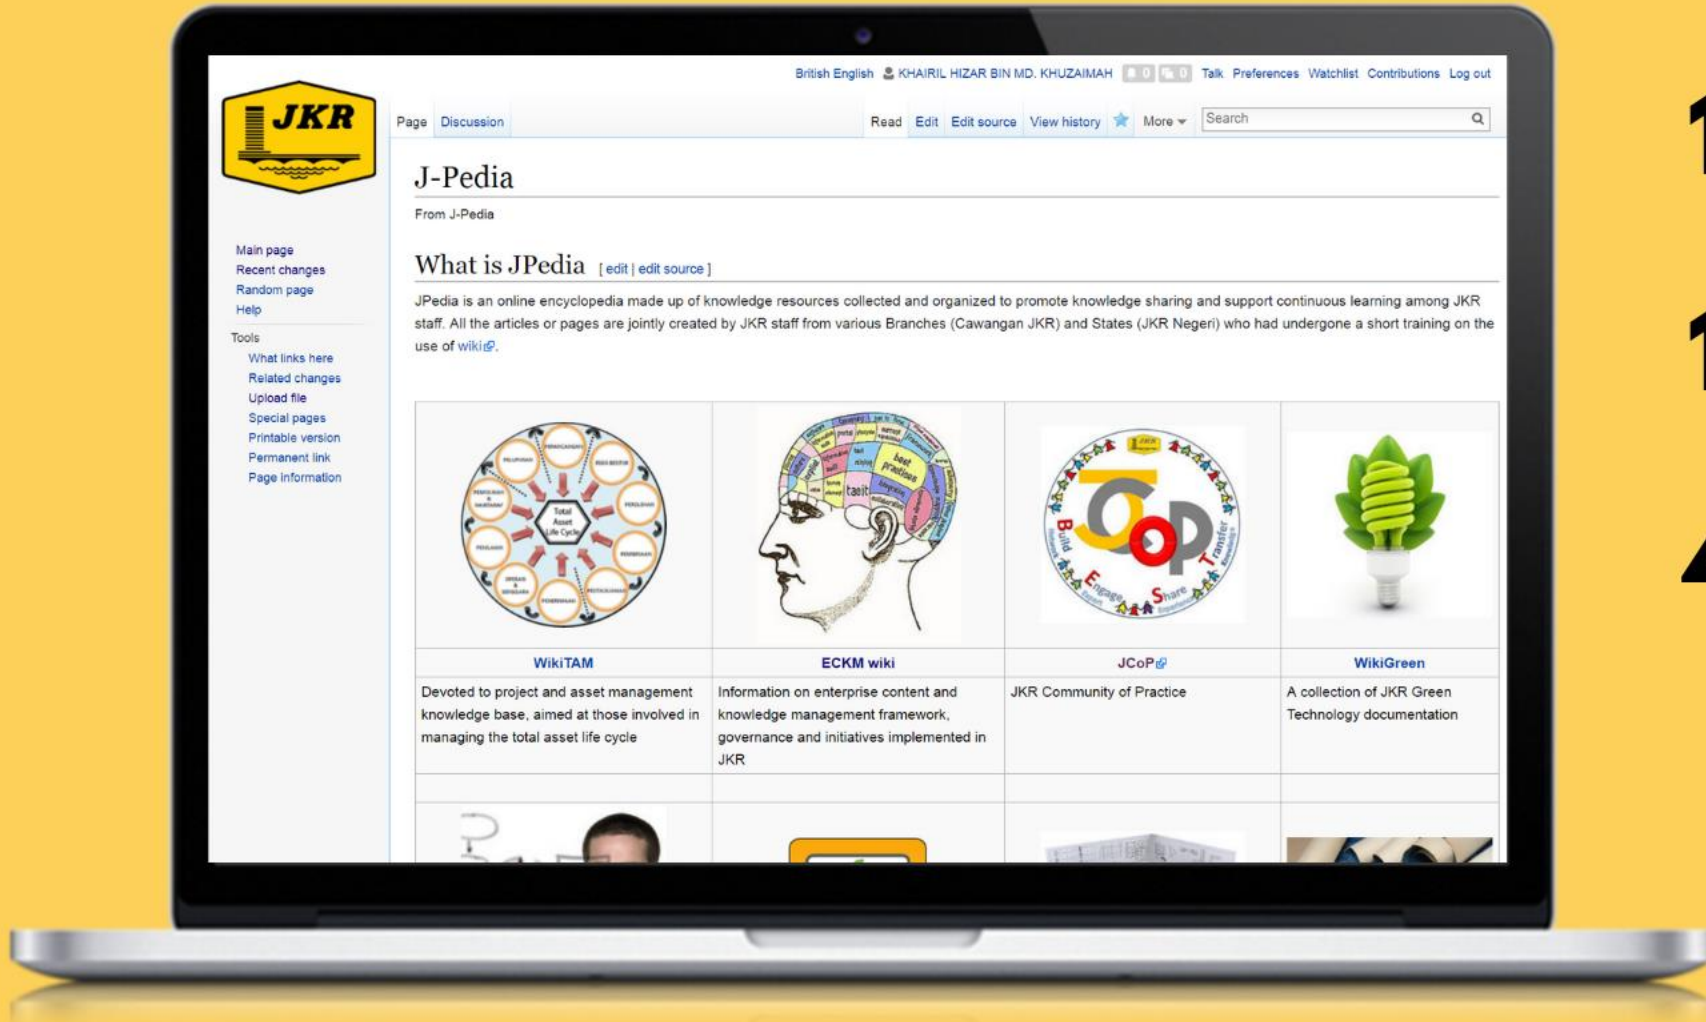 British English KHAIRIL HIZAR BIN MD. KHUZAIMAH 0 0 Talk Preferences Watchlist Contributions Log out
JKR
Page Discussion Read Edit Edit source View history More Search
J-Pedia
From J-Pedia
Main page
Recent changes
Random page
Help
Tools
What links here
Related changes
Upload file
Special pages
Printable version
Permanent link
Page information
What is JPedia [ edit | edit source ]
JPedia is an online encyclopedia made up of knowledge resources collected and organized to promote knowledge sharing and support continuous learning among JKR
staff. All the articles or pages are jointly created by JKR staff from various Branches (Cawangan JKR) and States (JKR Negeri) who had undergone a short training on the
use of wiki.
Total
Asset
Life Cycle
best
practices
tacit
JCOP
Build
Engage
Share
Transfer
WikiTAM
ECKM wiki
JCoP
WikiGreen
Devoted to project and asset management
knowledge base, aimed at those involved in
managing the total asset life cycle
Information on enterprise content and
knowledge management framework,
governance and initiatives implemented in
JKR
JKR Community of Practice
A collection of JKR Green
Technology documentation